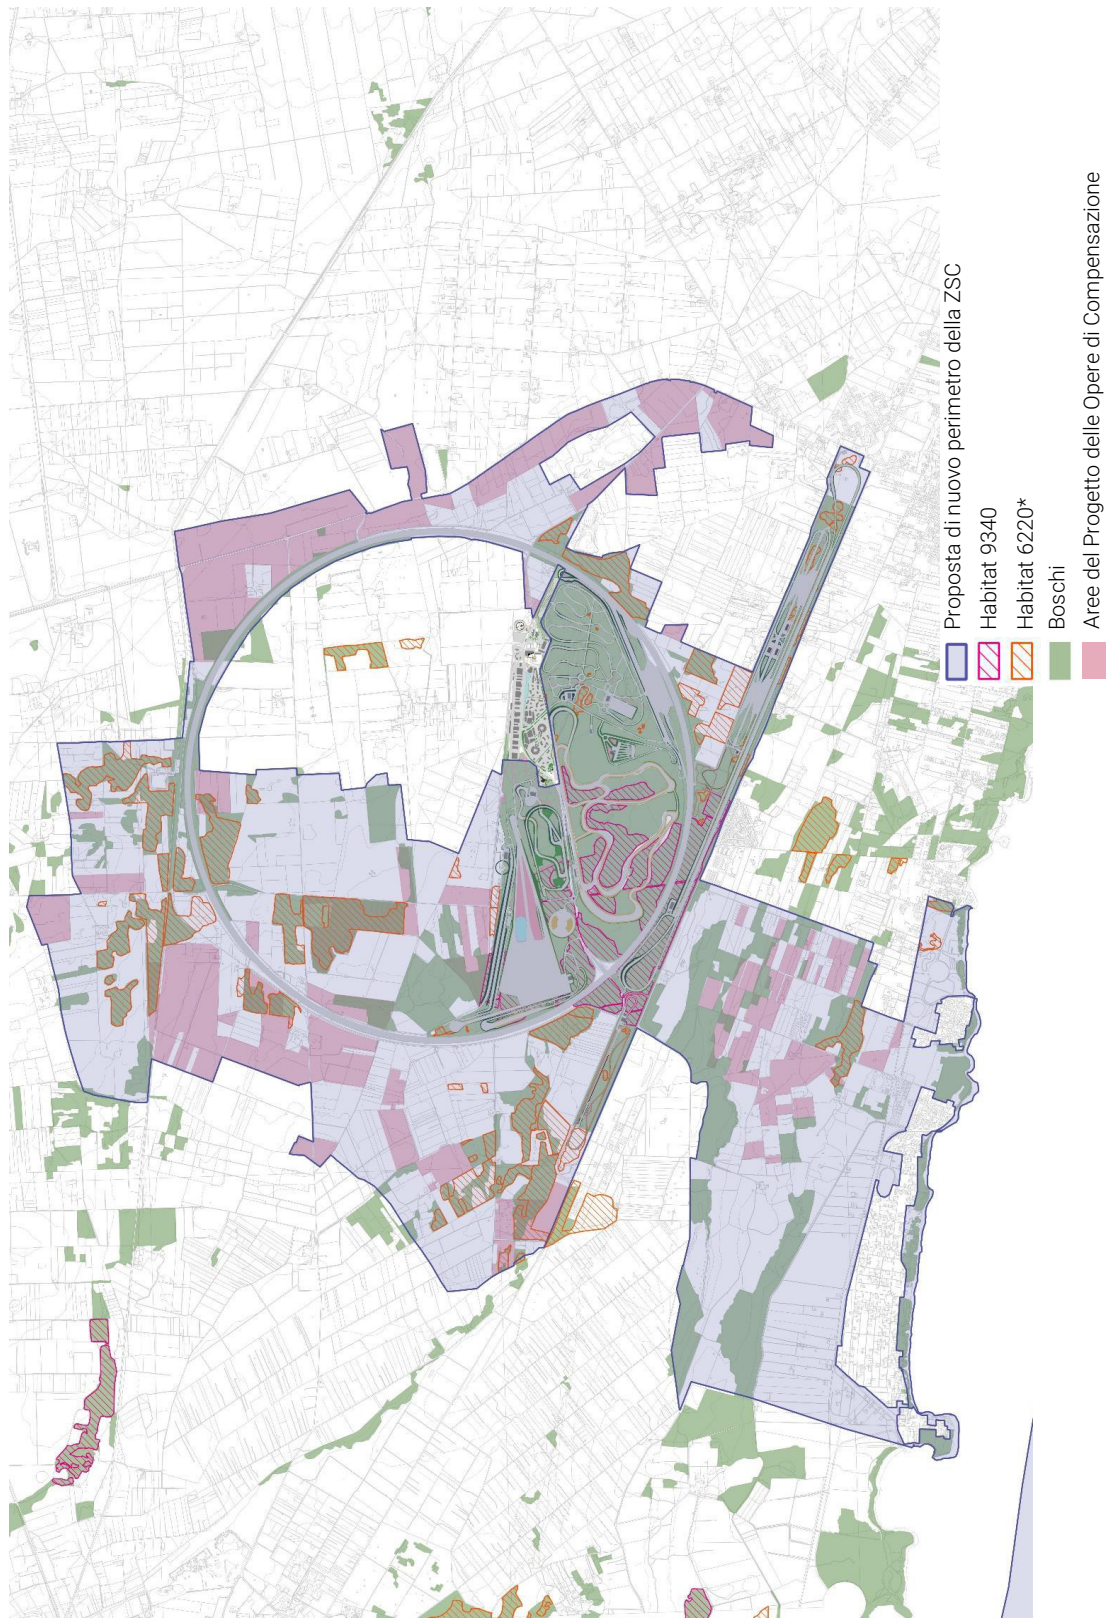 Proposta di nuovo perimetro della ZSC
Habitat 9340
Habitat 6220*
Boschi
Aree del Progetto delle Opere di Compensazione